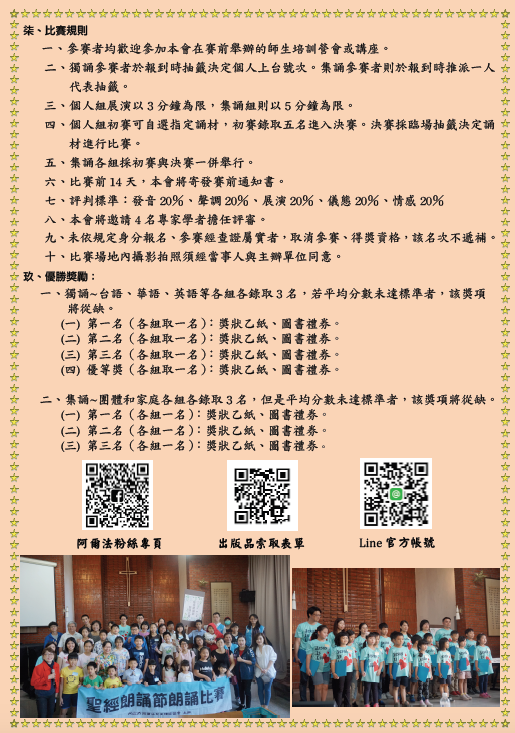 柒、比賽規則
一、參賽者均歡迎參加本會在賽前舉辦的師生培訓營會或講座。
二、獨誦參賽者於報到時抽籤決定個人上台號次。集誦參賽者則於報到時推派一人
代表抽籤。
三、個人組展演以 3 分鐘為限，集誦組則以 5 分鐘為限。
四、個人組初賽可自選指定誦材，初賽錄取五名進入決賽。決賽採臨場抽籤決定誦
材進行比賽。
五、集誦各組採初賽與決賽一併舉行。
六、比賽前 14 天，本會將寄發賽前通知書。
七、評判標準：發音 20%、聲調 20%、展演 20%、儀態 20%、情感 20%
八、本會將邀請 4 名專家學者擔任評審。
九、未依規定身分報名、參賽經查證屬實者，取消參賽、得獎資格，該名次不遞補。
十、比賽場地內攝影拍照須經當事人與主辦單位同意。
玖、優勝獎勵：
一、獨誦~台語、華語、英語等各組各錄取 3 名，若平均分數未達標準者，該獎項
將從缺。
(一) 第一名（各組取一名）：獎狀乙紙、圖書禮券。
(二) 第二名（各組取一名）：獎狀乙紙、圖書禮券。
(三) 第三名（各組取一名）：獎狀乙紙、圖書禮券。
(四) 優等獎（各組取一名）：獎狀乙紙、圖書禮券。
二、集誦~團體和家庭各組各錄取 3 名，但是平均分數未達標準者，該獎項將從缺。
(一) 第一名（各組一名）：獎狀乙紙、圖書禮券。
(二) 第二名（各組一名）：獎狀乙紙、圖書禮券。
(三) 第三名（各組一名）：獎狀乙紙、圖書禮券。
阿爾法粉絲專頁
出版品索取表單
Line 官方帳號
聖經朗誦節朗誦比賽